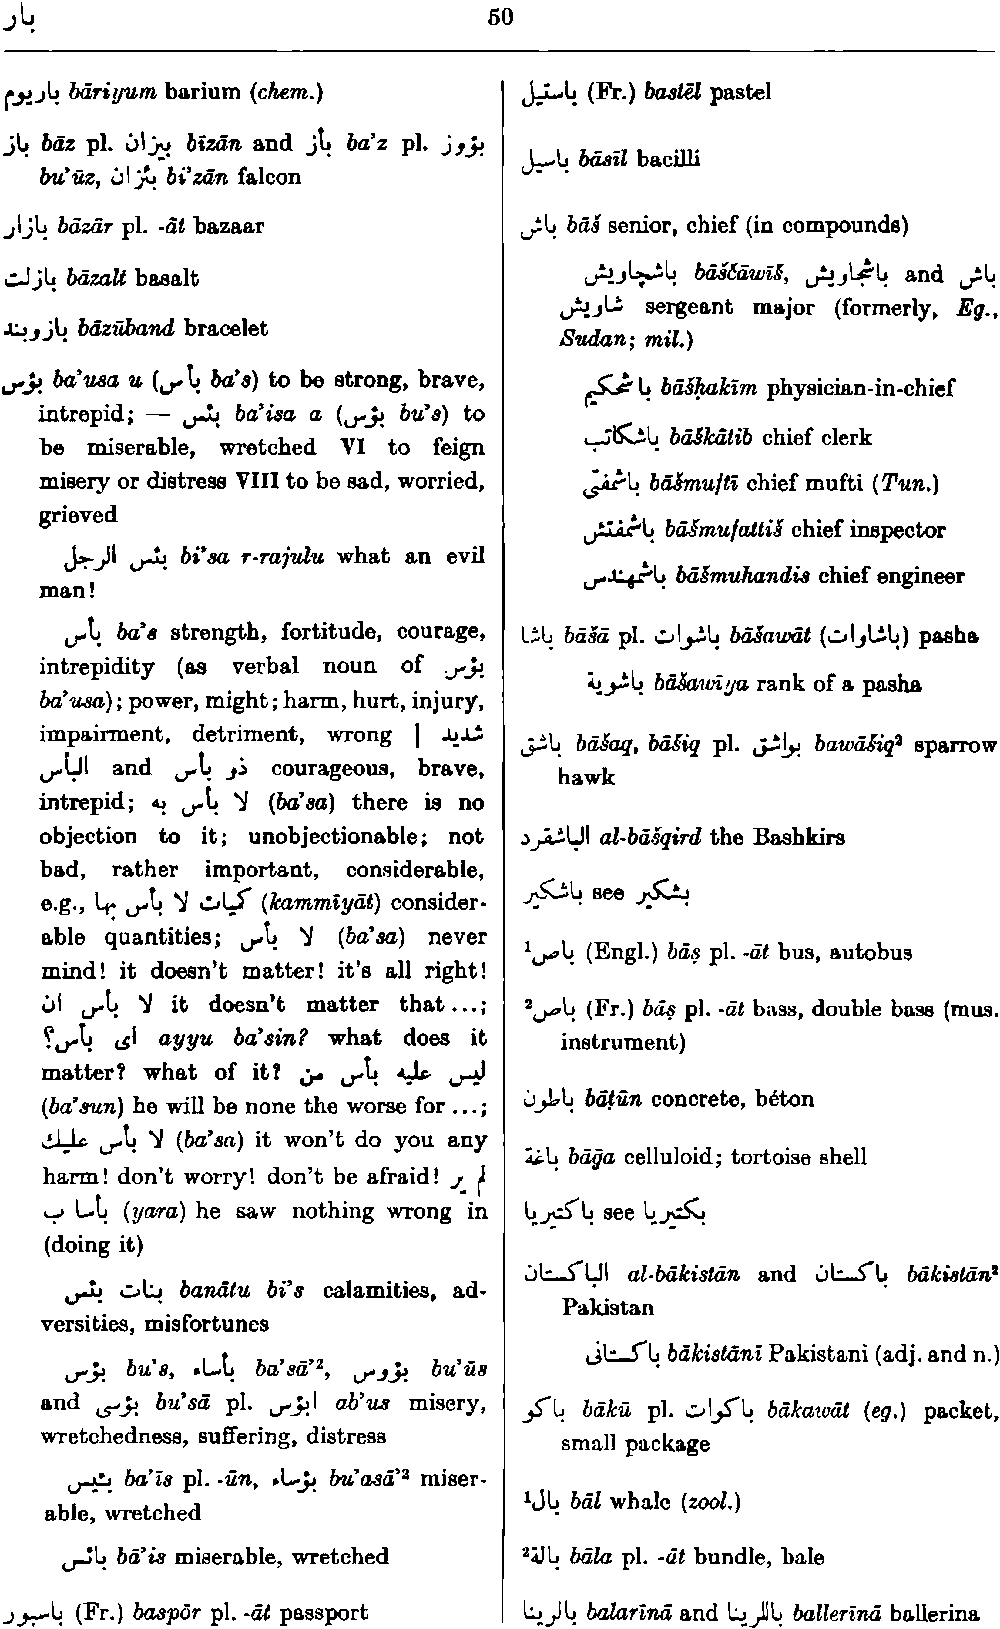 بار
50
باريوم bāriyum barium (chem.)
باز bāz pl. بيزان bīzān and بأز ba’z pl. بؤوز
bu’ūz, بئزان bi’zān falcon
بازار bāzār pl. -āt bazaar
بازلت bāzalt basalt
بازوبند bāzūband bracelet
بؤس ba’usa u (بأس ba’s) to be strong, brave,
intrepid; — بئس ba’isa a (بؤس bu’s) to
be miserable, wretched VI to feign
misery or distress VIII to be sad, worried,
grieved
بئس الرجل bi’sa r-rajulu what an evil
man!
بأس ba’s strength, fortitude, courage,
intrepidity (as verbal noun of بؤس
ba’usa); power, might; harm, hurt, injury,
impairment, detriment, wrong | شديد
البأس and ذو بأس courageous, brave,
intrepid; لا بأس به (ba’sa) there is no
objection to it; unobjectionable; not
bad, rather important, considerable,
e.g., كميات لا بأس بها (kammīyāt) consider-
able quantities; لا بأس (ba’sa) never
mind! it doesn’t matter! it’s all right!
لا بأس ان it doesn’t matter that ...;
اى بأس؟ ayyu ba’sin? what does it
matter? what of it? ليس عليه بأس من
(ba’sun) he will be none the worse for ...;
لا بأس عليك (ba’sa) it won’t do you any
harm! don’t worry! don’t be afraid! لم ير
بأسا ب (yara) he saw nothing wrong in
(doing it)
بنات بئس banātu bi’s calamities, ad-
versities, misfortunes
بؤس bu’s, بأساء ba’sā’², بؤوس bu’ūs
and بؤسى bu’sā pl. ابؤس ab’us misery,
wretchedness, suffering, distress
بئيس ba’īs pl. -ūn, بؤساء bu’asā’² miser-
able, wretched
بائس bā’is miserable, wretched
باسبور (Fr.) baspōr pl. -āt passport
باستيل (Fr.) bastēl pastel
باسيل bāsīl bacilli
باش bāš senior, chief (in compounds)
باشچاويش bāščāwīš, باشجاويش and باش
شاويش sergeant major (formerly, Eg.,
Sudan; mil.)
باشحكيم bāšḥakīm physician-in-chief
باشكاتب bāškātib chief clerk
باشمفتى bāšmuftī chief mufti (Tun.)
باشمفتش bāšmufattiš chief inspector
باشمهندس bāšmuhandis chief engineer
باشا bāšā pl. باشوات bāšawāt (باشاوات) pasha
باشوية bāšawīya rank of a pasha
باشق bāšaq, bāšiq pl. بواشق bawāšiq² sparrow
hawk
الباشقرد al-bāšqird the Bashkirs
باشكير see بشكير
¹باص (Engl.) bāṣ pl. -āt bus, autobus
²باص (Fr.) bāṣ pl. -āt bass, double bass (mus.
instrument)
باطون bāṭūn concrete, béton
باغة bāḡa celluloid; tortoise shell
باكتيريا see بكتيريا
الباكستان al-bākistān and باكستان bākistān²
Pakistan
باكستانى bākistānī Pakistani (adj. and n.)
باكو bākū pl. باكوات bākawāt (eg.) packet,
small package
¹بال bāl whale (zool.)
²بالة bāla pl. -āt bundle, bale
بالرينا balarīnā and باللرينا ballerīnā ballerina